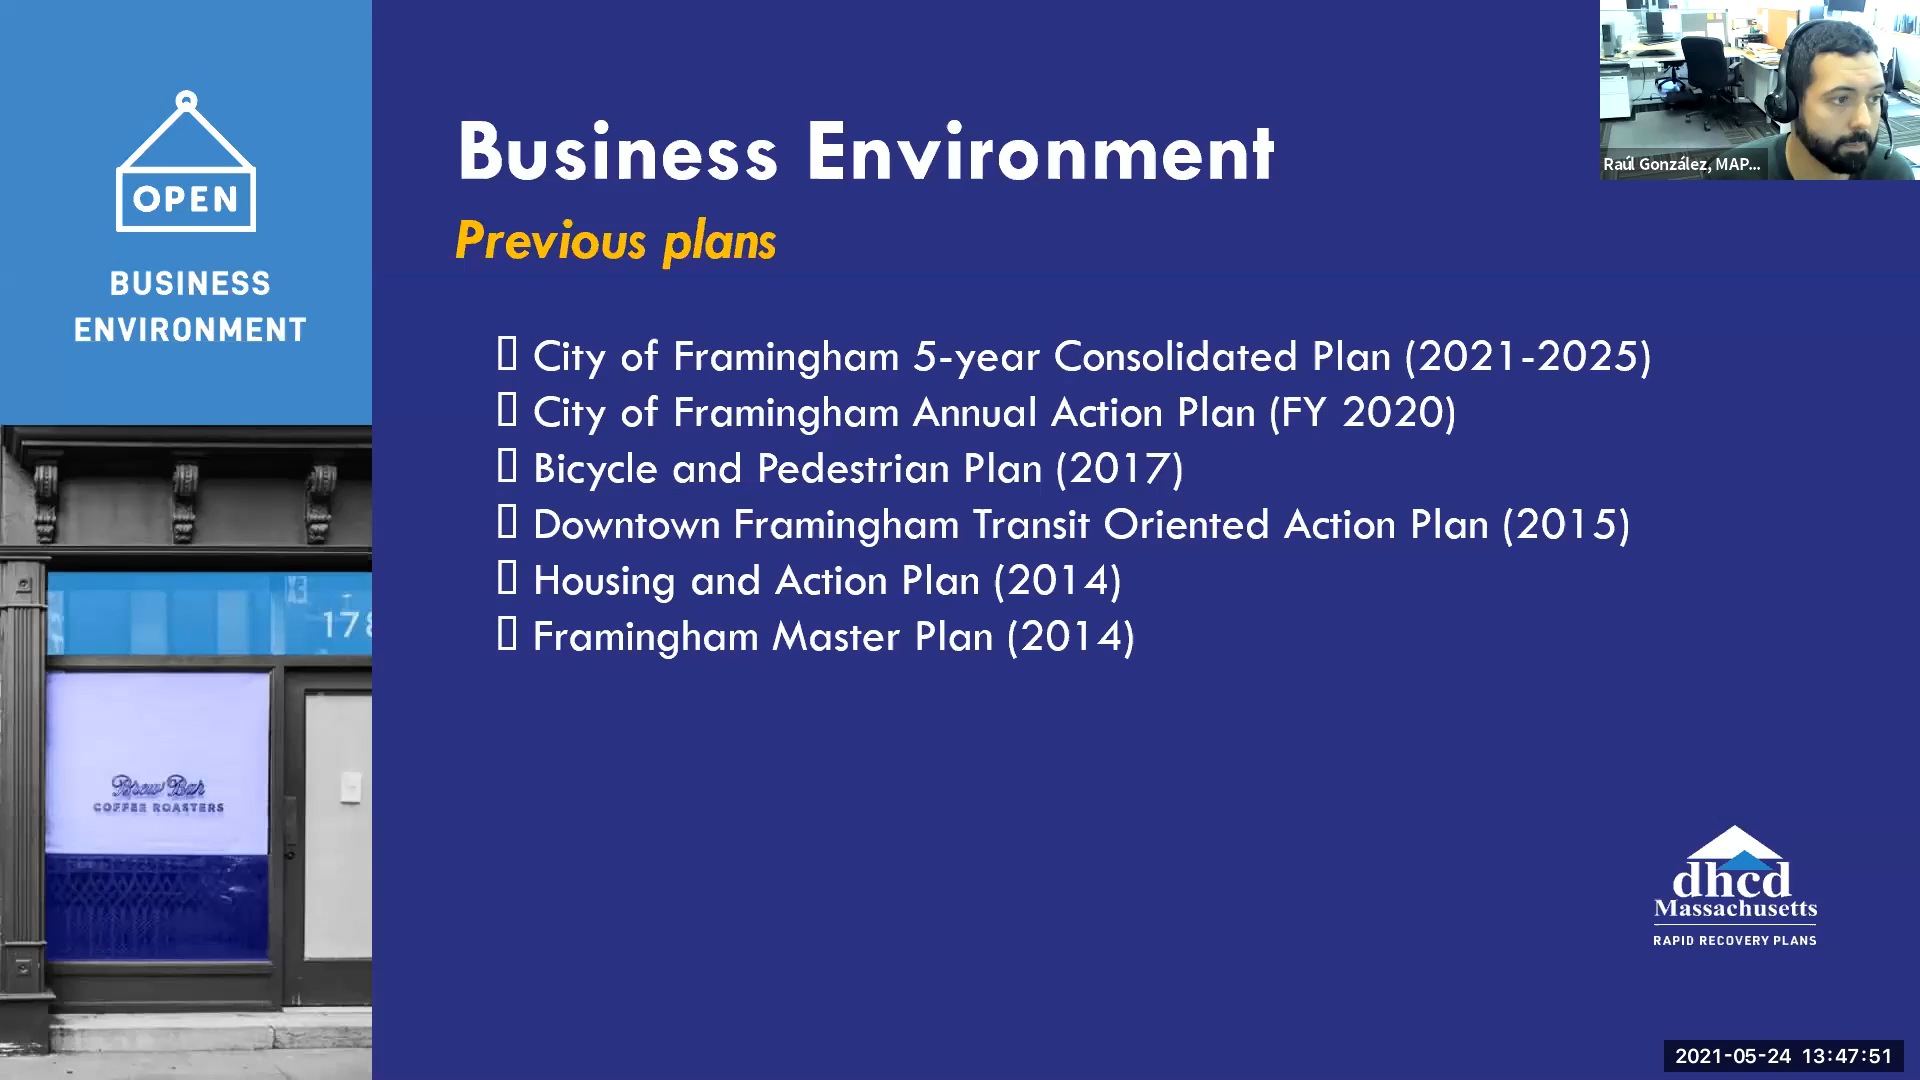 OPEN
BUSINESS
ENVIRONMENT
178
Brew Bar
COFFEE ROASTERS
Business Environment
Previous plans
City of Framingham 5-year Consolidated Plan (2021-2025)
City of Framingham Annual Action Plan (FY 2020)
Bicycle and Pedestrian Plan (2017)
Downtown Framingham Transit Oriented Action Plan (2015)
Housing and Action Plan (2014)
Framingham Master Plan (2014)
Raúl González, MAP...
dhcd
Massachusetts
RAPID RECOVERY PLANS
2021-05-24 13:47:51